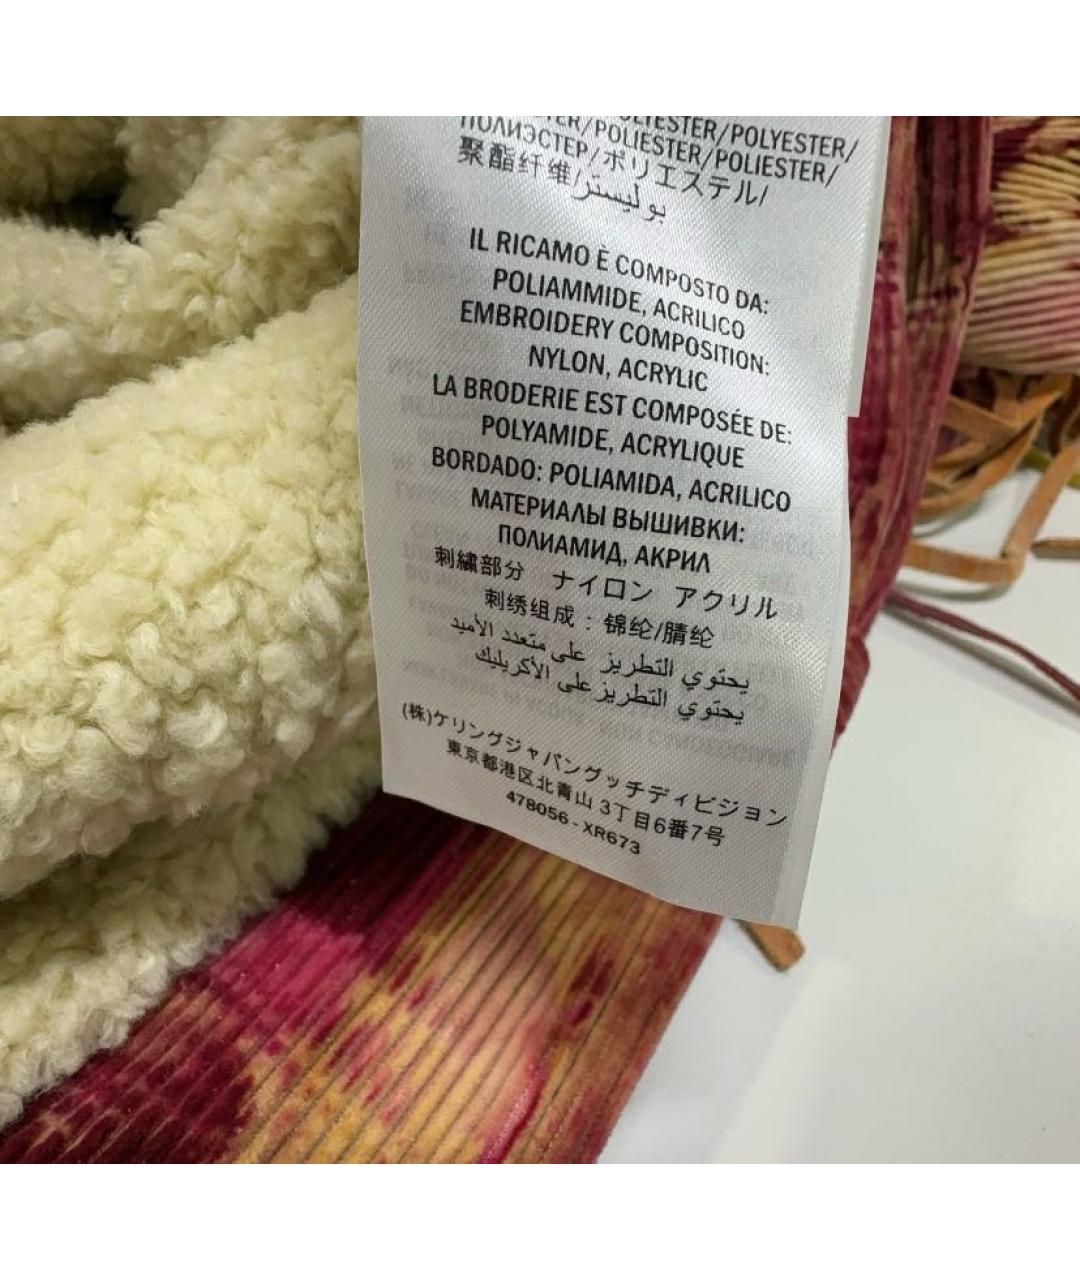 POLYESTER/
ПОЛИЭСТЕР/POLIESTER/POLIESTER/
聚酯纤维/ポリエステル/
بوليستر
IL RICAMO È COMPOSTO DA:
POLIAMMIDE, ACRILICO
EMBROIDERY COMPOSITION:
NYLON, ACRYLIC
LA BRODERIE EST COMPOSÉE DE:
POLYAMIDE, ACRYLIQUE
BORDADO: POLIAMIDA, ACRILICO
МАТЕРИАЛЫ ВЫШИВКИ:
ПОЛИАМИД, АКРИЛ
刺繍部分 ナイロン アクリル
刺绣组成：锦纶/腈纶
يحتوي التطريز على متعدد الأميد
يحتوي التطريز على الأكريليك
(株)ケリングジャパングッチディビジョン
東京都港区北青山 3丁目6番7号
478056 - XR673